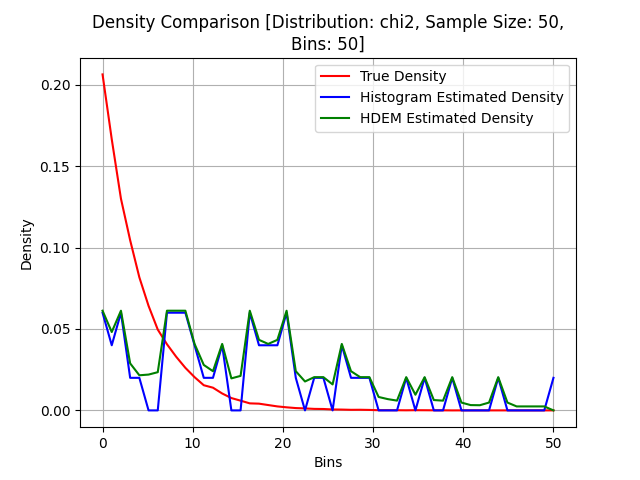 Density Comparison [Distribution: chi2, Sample Size: 50,
Bins: 50]
True Density
Histogram Estimated Density
HDEM Estimated Density
Density
0.20
0.15
0.10
0.05
0.00
0 10 20 30 40 50
Bins